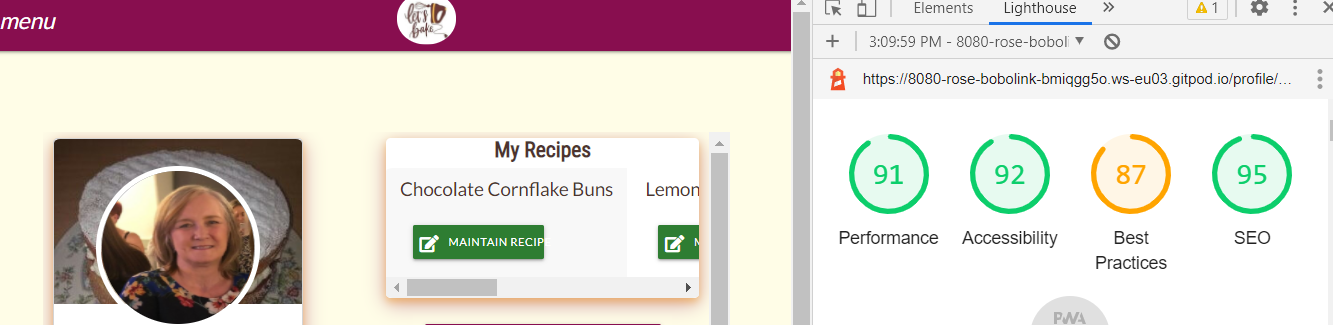 menu
let's
bake
My Recipes
Chocolate Cornflake Buns
Lemon
MAINTAIN RECIPE
Elements
Lighthouse
1
3:09:59 PM - 8080-rose-boboli
https://8080-rose-bobolink-bmiqgg5o.ws-eu03.gitpod.io/profile/…
91
92
87
95
Performance
Accessibility
Best
Practices
SEO
PWA